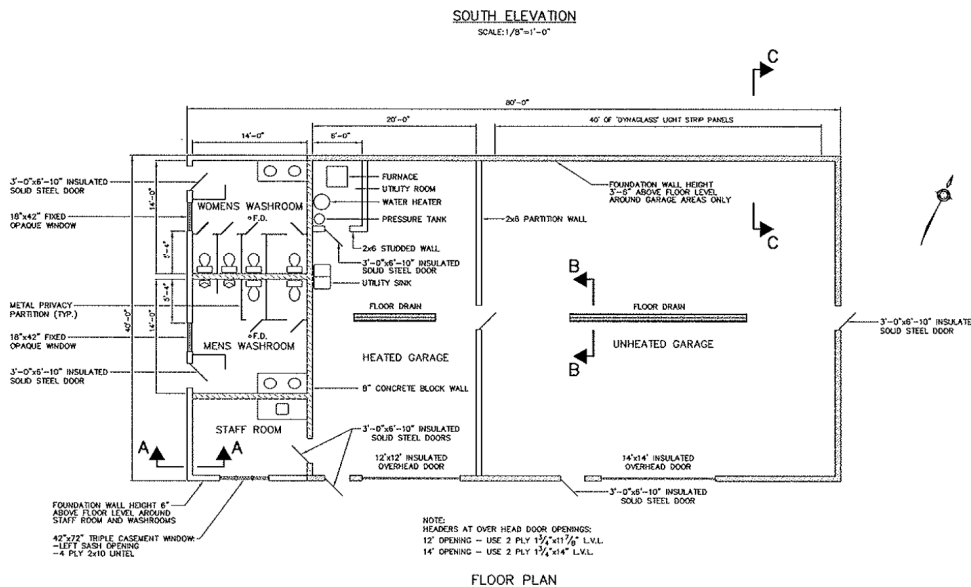 SOUTH ELEVATION
SCALE:1/8"=1'-0"
C
80'-0"
20'-0"
40' OF 'DYNAGLASS' LIGHT STRIP PANELS
14'-0"
6'-0"
3'-0"x6'-10" INSULATED
SOLID STEEL DOOR
FURNACE
UTILITY ROOM
WATER HEATER
PRESSURE TANK
FOUNDATION WALL HEIGHT
3'-6" ABOVE FLOOR LEVEL
AROUND GARAGE AREAS ONLY
14'-0"
WOMENS WASHROOM
F.D.
18"x42" FIXED
OPAQUE WINDOW
2x6 PARTITION WALL
5'-4"
2x6 STUDDED WALL
3'-0"x6'-10" INSULATED
SOLID STEEL DOOR
C
B
UTILITY SINK
5'-4"
METAL PRIVACY
PARTITION (TYP.)
40'-0"
14'-0"
FLOOR DRAIN
FLOOR DRAIN
3'-0"x6'-10" INSULATE
SOLID STEEL DOOR
18"x42" FIXED
OPAQUE WINDOW
F.D.
MENS WASHROOM
HEATED GARAGE
UNHEATED GARAGE
3'-0"x6'-10" INSULATED
SOLID STEEL DOOR
B
8" CONCRETE BLOCK WALL
STAFF ROOM
3'-0"x6'-10" INSULATED
SOLID STEEL DOORS
A
A
12'x12' INSULATED
OVERHEAD DOOR
14'x14' INSULATED
OVERHEAD DOOR
3'-0"x6'-10" INSULATED
SOLID STEEL DOOR
FOUNDATION WALL HEIGHT 6"
ABOVE FLOOR LEVEL AROUND
STAFF ROOM AND WASHROOMS
42"x72" TRIPLE CASEMENT WINDOW:
-LEFT SASH OPENING
-4 PLY 2x10 LINTEL
NOTE:
HEADERS AT OVER HEAD DOOR OPENINGS:
12' OPENING - USE 2 PLY 1 3/4"x11 7/8" L.V.L.
14' OPENING - USE 2 PLY 1 3/4"x14" L.V.L.
FLOOR PLAN